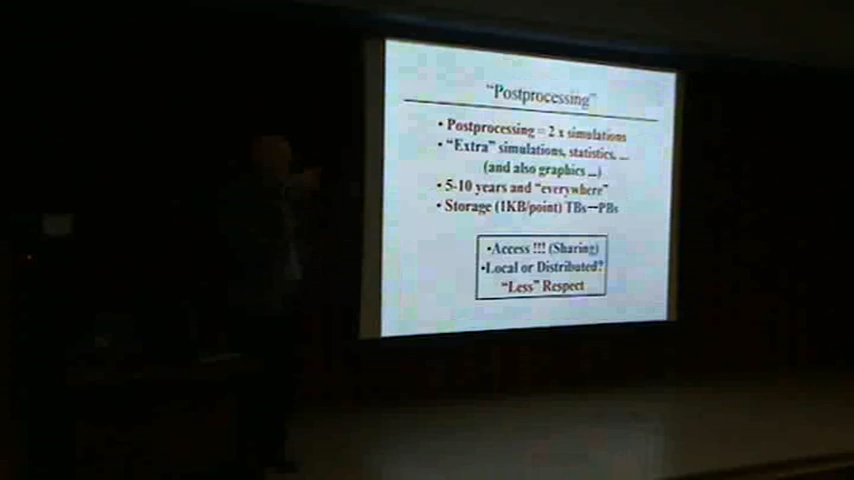 “Postprocessing”
• Postprocessing = 2 x simulations
• “Extra” simulations, statistics, ...
(and also graphics ...)
• 5-10 years and “everywhere”
• Storage (1KB/point) TBs→PBs
•Access !!! (Sharing)
•Local or Distributed?
“Less” Respect